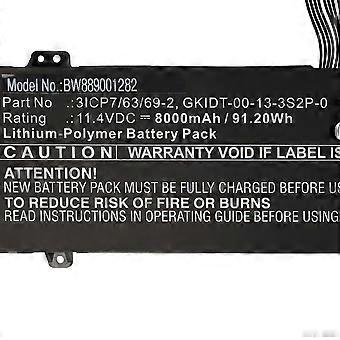 Model No.:BW889001282
Part No :3ICP7/63/69-2, GKIDT-00-13-3S2P-0
Rating :11.4VDC ⎓ 8000mAh / 91.20Wh
Lithium-Polymer Battery Pack
CAUTION WARRANTY VOID IF LABEL IS
ATTENTION!
NEW BATTERY PACK MUST BE FULLY CHARGED BEFORE US
TO REDUCE RISK OF FIRE OR BURNS
READ INSTRUCTIONS IN OPERATING GUIDE BEFORE USING